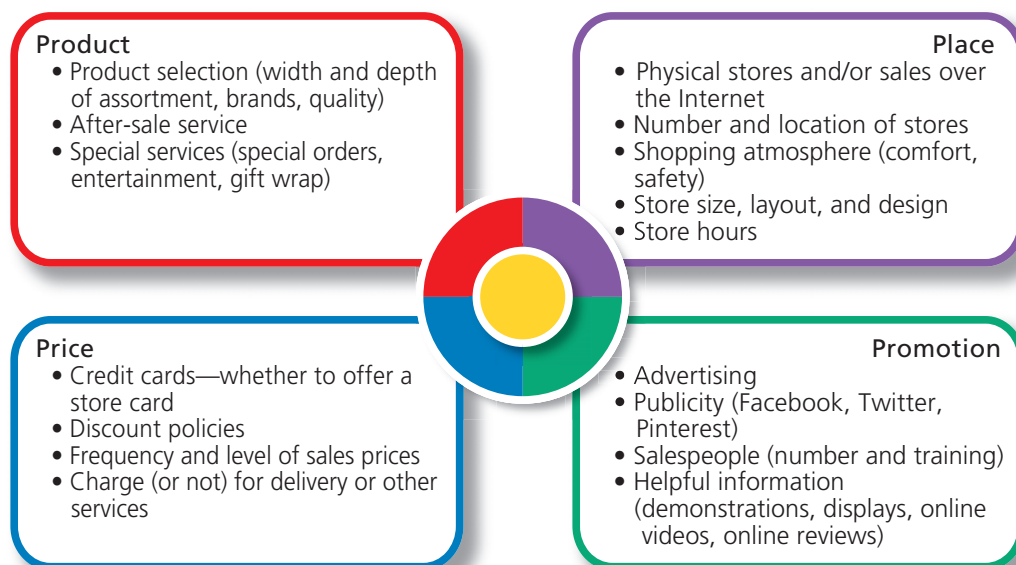 Product
• Product selection (width and depth
of assortment, brands, quality)
• After-sale service
• Special services (special orders,
entertainment, gift wrap)
Place
• Physical stores and/or sales over
the Internet
• Number and location of stores
• Shopping atmosphere (comfort,
safety)
• Store size, layout, and design
• Store hours
Price
• Credit cards—whether to offer a
store card
• Discount policies
• Frequency and level of sales prices
• Charge (or not) for delivery or other
services
Promotion
• Advertising
• Publicity (Facebook, Twitter,
Pinterest)
• Salespeople (number and training)
• Helpful information
(demonstrations, displays, online
videos, online reviews)